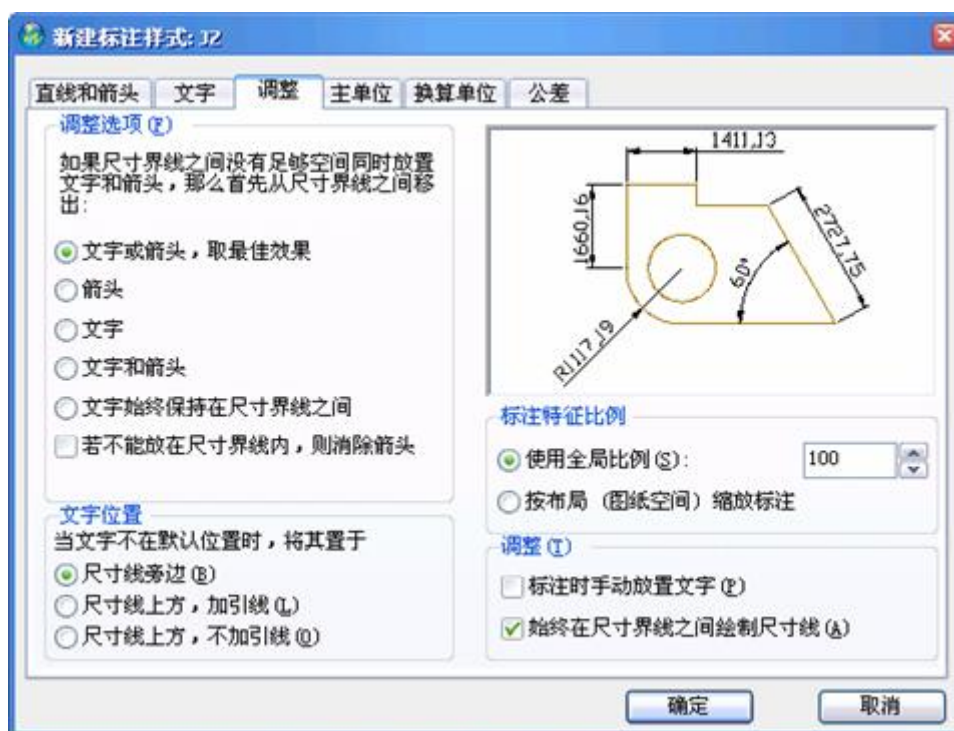 新建标注样式: JZ
直线和箭头 文字 调整 主单位 换算单位 公差
调整选项(F)
如果尺寸界线之间没有足够空间同时放置
文字和箭头，那么首先从尺寸界线之间移
出:
文字或箭头，取最佳效果
箭头
文字
文字和箭头
文字始终保持在尺寸界线之间
若不能放在尺寸界线内，则消除箭头
文字位置
当文字不在默认位置时，将其置于
尺寸线旁边(B)
尺寸线上方，加引线(L)
尺寸线上方，不加引线(O)
1411,13
1660,16
2727,75
60°
R1117,19
标注特征比例
使用全局比例(S): 100
按布局（图纸空间）缩放标注
调整(T)
标注时手动放置文字(P)
始终在尺寸界线之间绘制尺寸线(A)
确定 取消